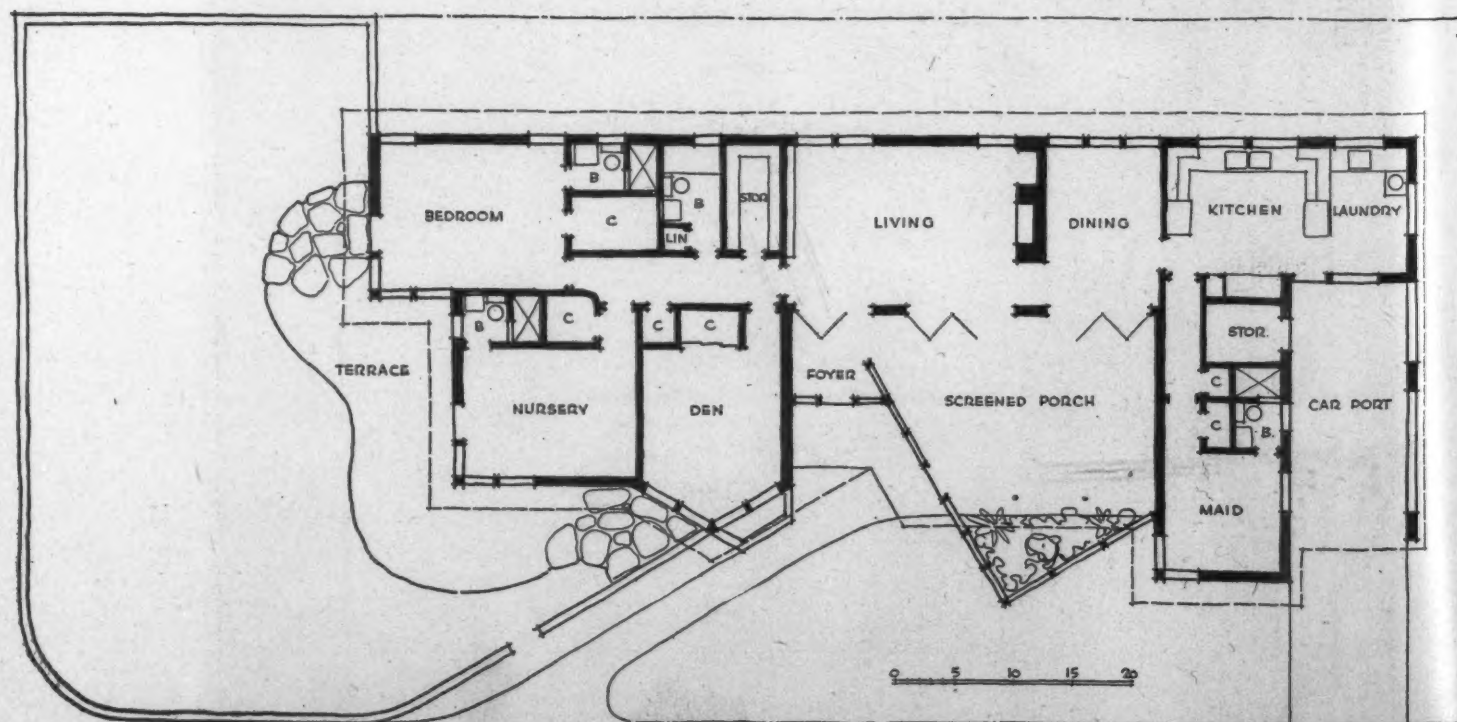 BEDROOM
B
C
B
LIN
STOR
LIVING
DINING
KITCHEN
LAUNDRY
B
C
C
C
STOR.
TERRACE
NURSERY
DEN
FOYER
SCREENED PORCH
C
C
B.
CAR PORT
MAID
0 5 10 15 20